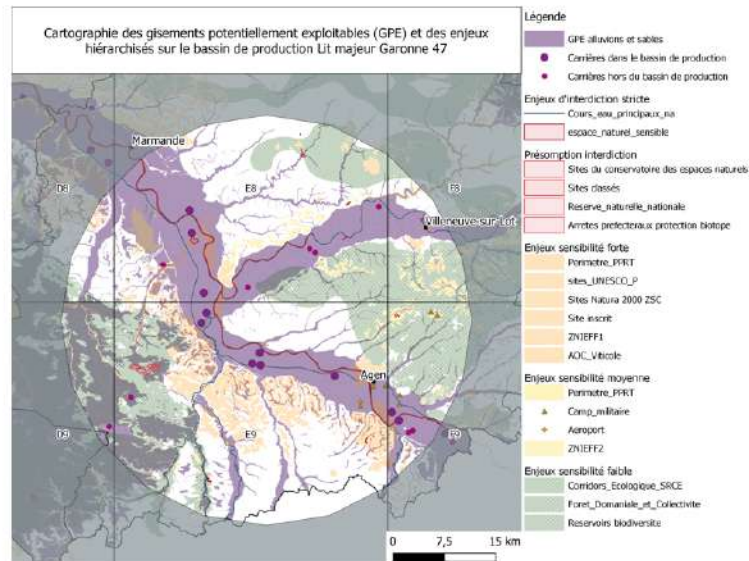 Cartographie des gisements potentiellement exploitables (GPE) et des enjeux
hiérarchisés sur le bassin de production Lit majeur Garonne 47
Marmande
D8
E8
F8
Villeneuve-sur-Lot
Agen
D9
E9
F9
0 7,5 15 km
Légende
GPE alluvions et sables
Carrières dans le bassin de production
Carrières hors du bassin de production
Enjeux d'interdiction stricte
Cours_eau_principaux_na
espace_naturel_sensible
Présomption interdiction
Sites du conservatoire des espaces naturels
Sites classés
Reserve_naturelle_nationale
Arretes prefecteraux protection biotope
Enjeux sensibilité forte
Perimetre_PPRT
sites_UNESCO_P
Sites Natura 2000 ZSC
Site inscrit
ZNIEFF1
AOC_Viticole
Enjeux sensibilité moyenne
Perimetre_PPRT
Camp_militaire
Aeroport
ZNIEFF2
Enjeux sensibilité faible
Corridors_Ecologique_SRCE
Foret_Domaniale_et_Collectivite
Reservoirs biodiversite